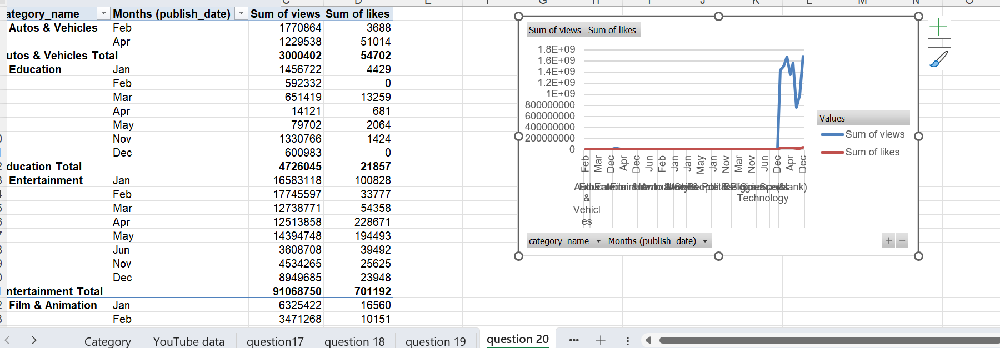 C D E F G H I J K L M N O
ategory_name Months (publish_date) Sum of views Sum of likes
Autos & Vehicles Feb 1770864 3688
Apr 1229538 51014
utos & Vehicles Total 3000402 54702
Education Jan 1456722 4429
Feb 592332 0
Mar 651419 13259
Apr 14121 681
May 79702 2064
Nov 1330766 1424
Dec 600983 0
ducation Total 4726045 21857
Entertainment Jan 16583118 100828
Feb 17745597 33777
Mar 12738771 54358
Apr 12513858 228671
May 14394748 194493
Jun 3608708 39492
Nov 4534265 25625
Dec 8949685 23948
ntertainment Total 91068750 701192
Film & Animation Jan 6325422 16560
Feb 3471268 10151
Sum of views Sum of likes
1.8E+09
1.6E+09
1.4E+09
1.2E+09
1E+09
800000000
600000000
400000000
200000000
0
Feb Mar Dec Apr Dec Jun Feb Jan Jan May Jan Nov Mar Nov Jun Dec Apr Dec
&
Technology
Vehicl
es
Values
Sum of views
Sum of likes
category_name Months (publish_date) + −
Category YouTube data question17 question 18 question 19 question 20 ••• +